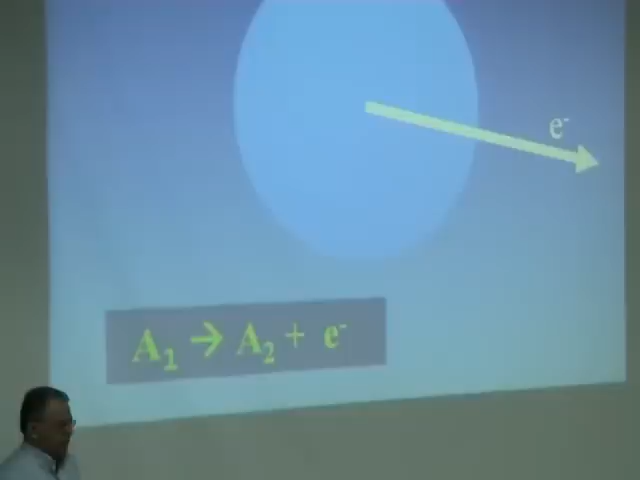 e⁻
A₁ → A₂ + e⁻